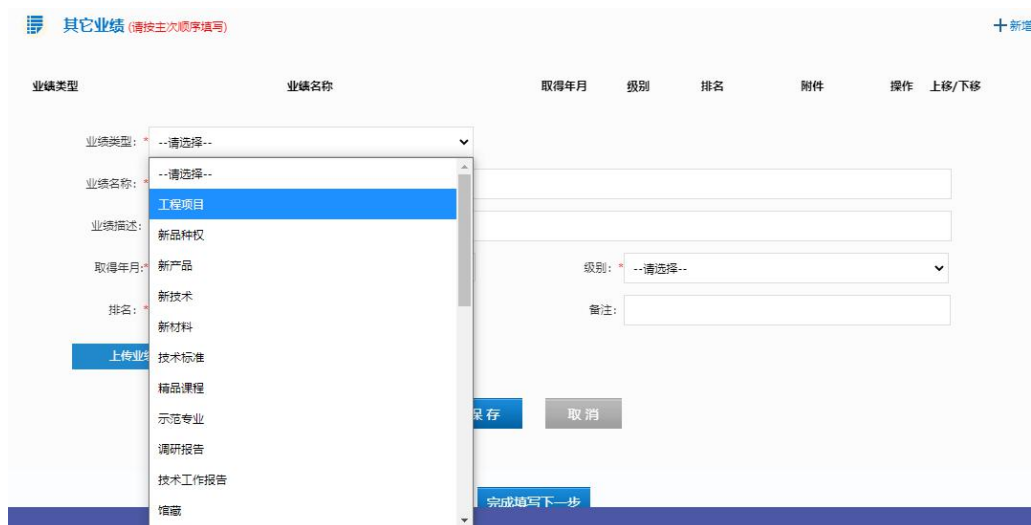 其它业绩 (请按主次顺序填写) 新增
业绩类型 业绩名称 取得年月 级别 排名 附件 操作 上移/下移
业绩类型: * --请选择--
--请选择--
业绩名称: *
工程项目
业绩描述:
新品种权
取得年月:* 新产品 级别: * --请选择--
新技术
排名: * 备注:
新材料
上传业绩 技术标准
精品课程
保存 取消
示范专业
调研报告
技术工作报告
完成填写下一步
馆藏